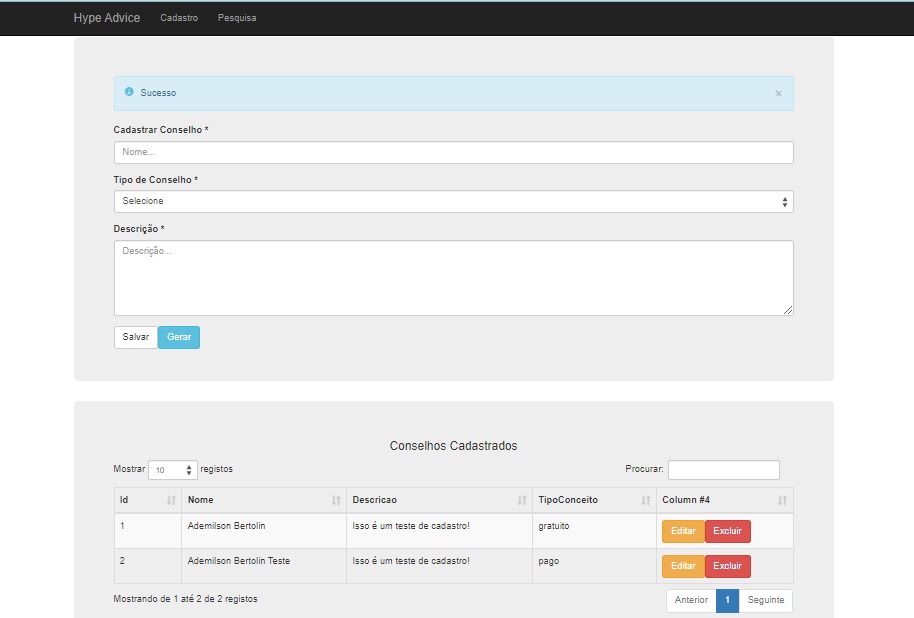 Hype Advice Cadastro Pesquisa
Sucesso ×
Cadastrar Conselho *
Nome...
Tipo de Conselho *
Selecione
Descrição *
Descrição...
Salvar Gerar
Conselhos Cadastrados
Mostrar 10 registos Procurar:
Id Nome Descricao TipoConceito Column #4
1 Ademilson Bertolin Isso é um teste de cadastro! gratuito Editar Excluir
2 Ademilson Bertolin Teste Isso é um teste de cadastro! pago Editar Excluir
Mostrando de 1 até 2 de 2 registos Anterior 1 Seguinte